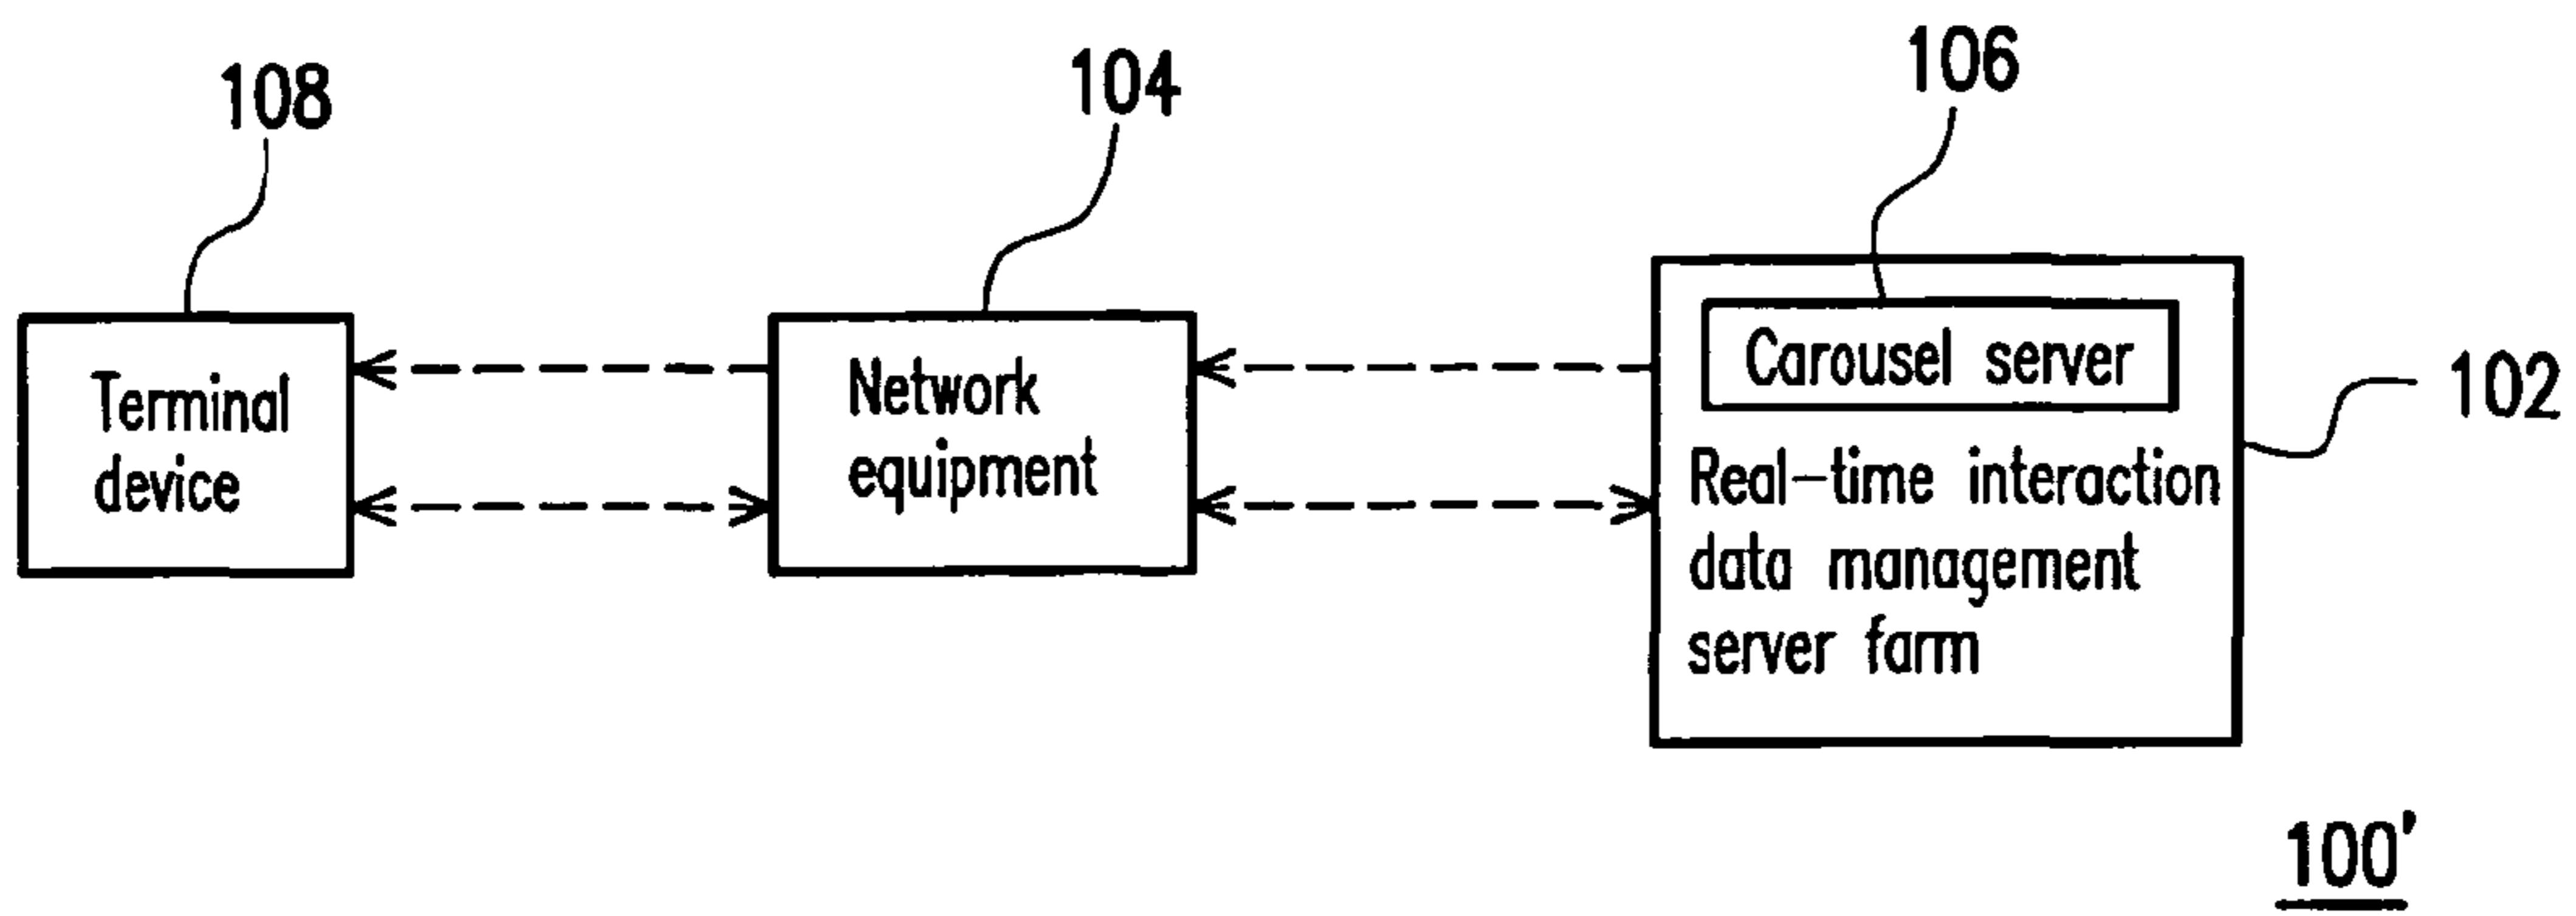 108
104
106
Terminal
device
Network
equipment
Carousel server
Real-time interaction
data management
server farm
102
100'